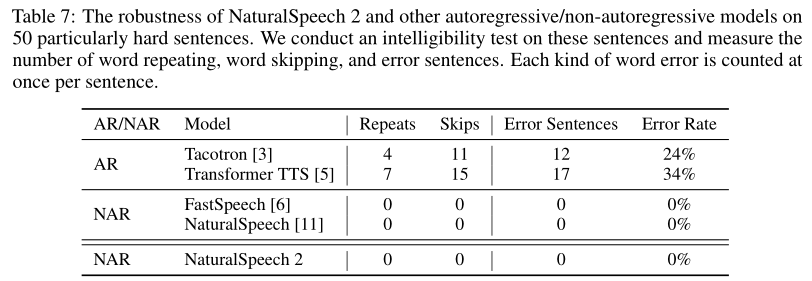 Table 7: The robustness of NaturalSpeech 2 and other autoregressive/non-autoregressive models on
50 particularly hard sentences. We conduct an intelligibility test on these sentences and measure the
number of word repeating, word skipping, and error sentences. Each kind of word error is counted at
once per sentence.
AR/NAR Model Repeats Skips Error Sentences Error Rate
AR
Tacotron [3] 4 11 12 24%
Transformer TTS [5] 7 15 17 34%
NAR
FastSpeech [6] 0 0 0 0%
NaturalSpeech [11] 0 0 0 0%
NAR NaturalSpeech 2 0 0 0 0%